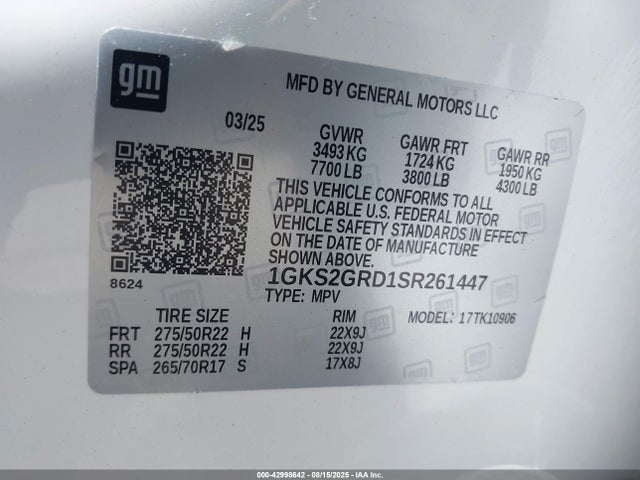 gm
MFD BY GENERAL MOTORS LLC
03/25
GVWR
3493 KG
7700 LB
GAWR FRT
1724 KG
3800 LB
GAWR RR
1950 KG
4300 LB
THIS VEHICLE CONFORMS TO ALL
APPLICABLE U.S. FEDERAL MOTOR
VEHICLE SAFETY STANDARDS IN EFFECT
ON THE DATE OF MANUFACTURE
SHOWN ABOVE.
8624
1GKS2GRD1SR261447
TYPE: MPV
TIRE SIZE RIM MODEL: 17TK10906
FRT 275/50R22 H 22X9J
RR 275/50R22 H 22X9J
SPA 265/70R17 S 17X8J
000-42998642 - 08/15/2025 - IAA Inc.